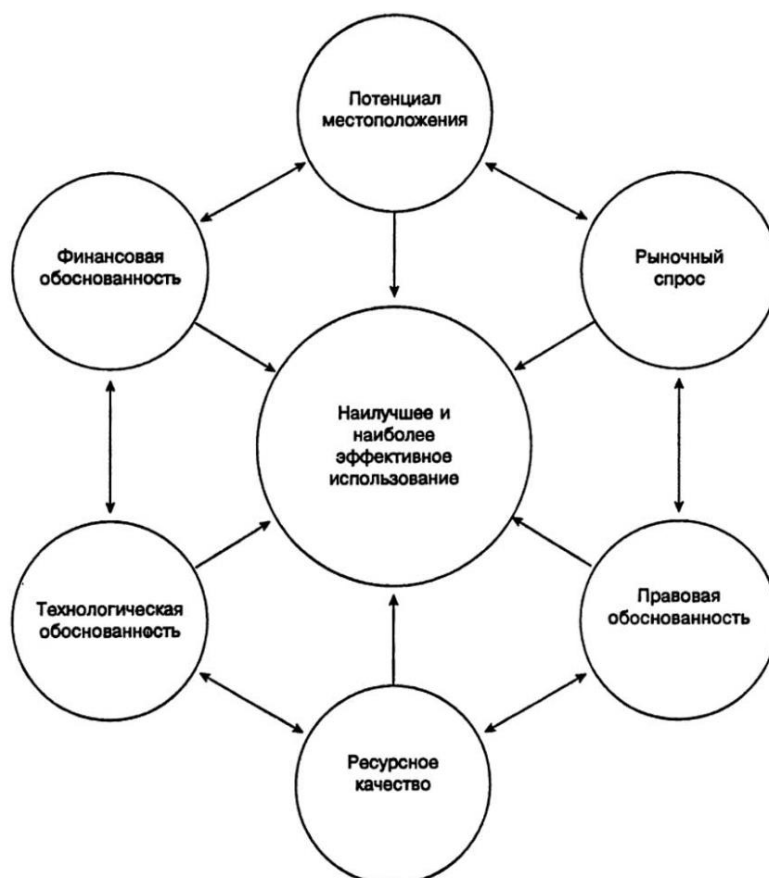 Потенциал
местоположения
Финансовая
обоснованность
Рыночный
спрос
Наилучшее и
наиболее
эффективное
использование
Технологическая
обоснованность
Правовая
обоснованность
Ресурсное
качество